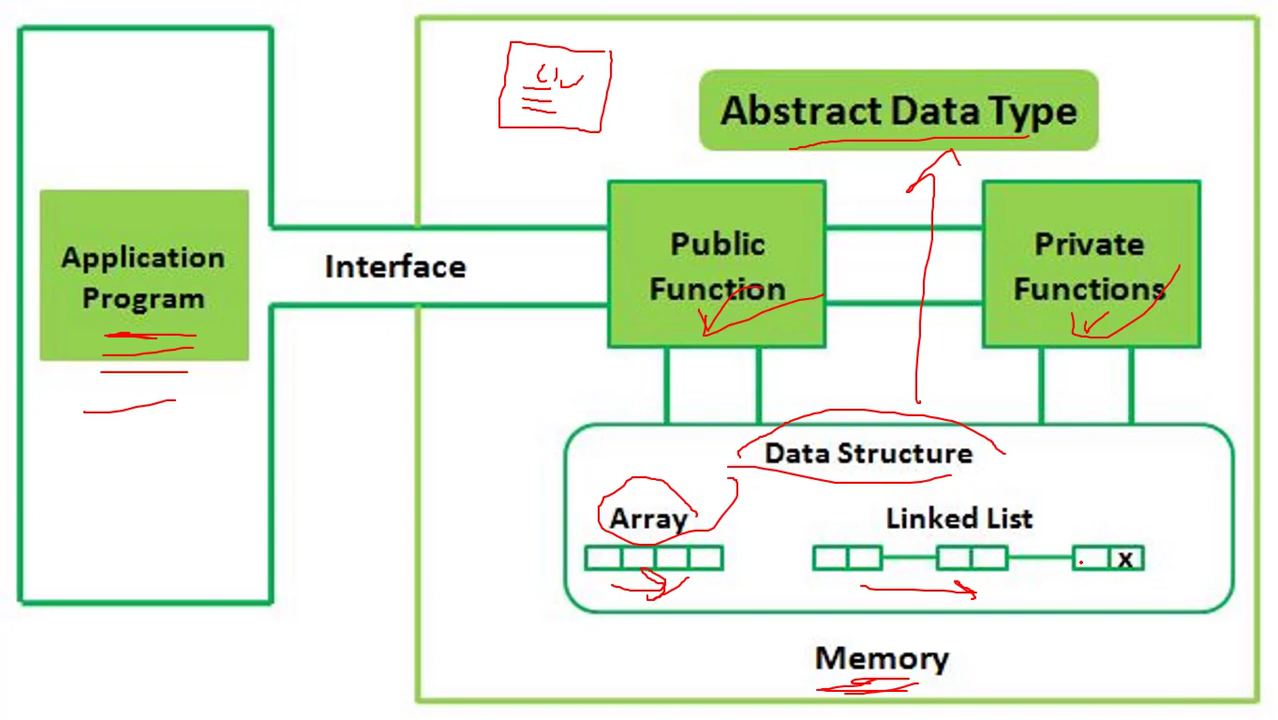 Abstract Data Type
Application
Program
Interface
Public
Function
Private
Functions
Data Structure
Array
Linked List
x
Memory